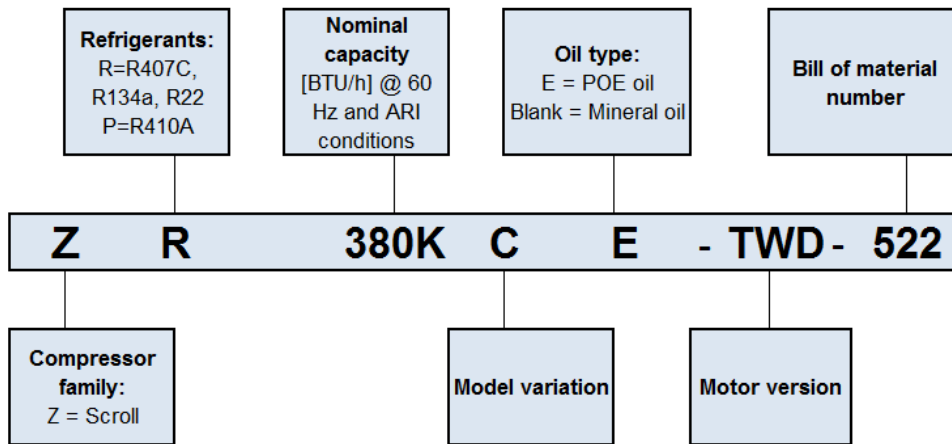 Refrigerants:
R=R407C,
R134a, R22
P=R410A
Nominal
capacity
[BTU/h] @ 60
Hz and ARI
conditions
Oil type:
E = POE oil
Blank = Mineral oil
Bill of material
number
Z R 380K C E - TWD - 522
Compressor
family:
Z = Scroll
Model variation
Motor version